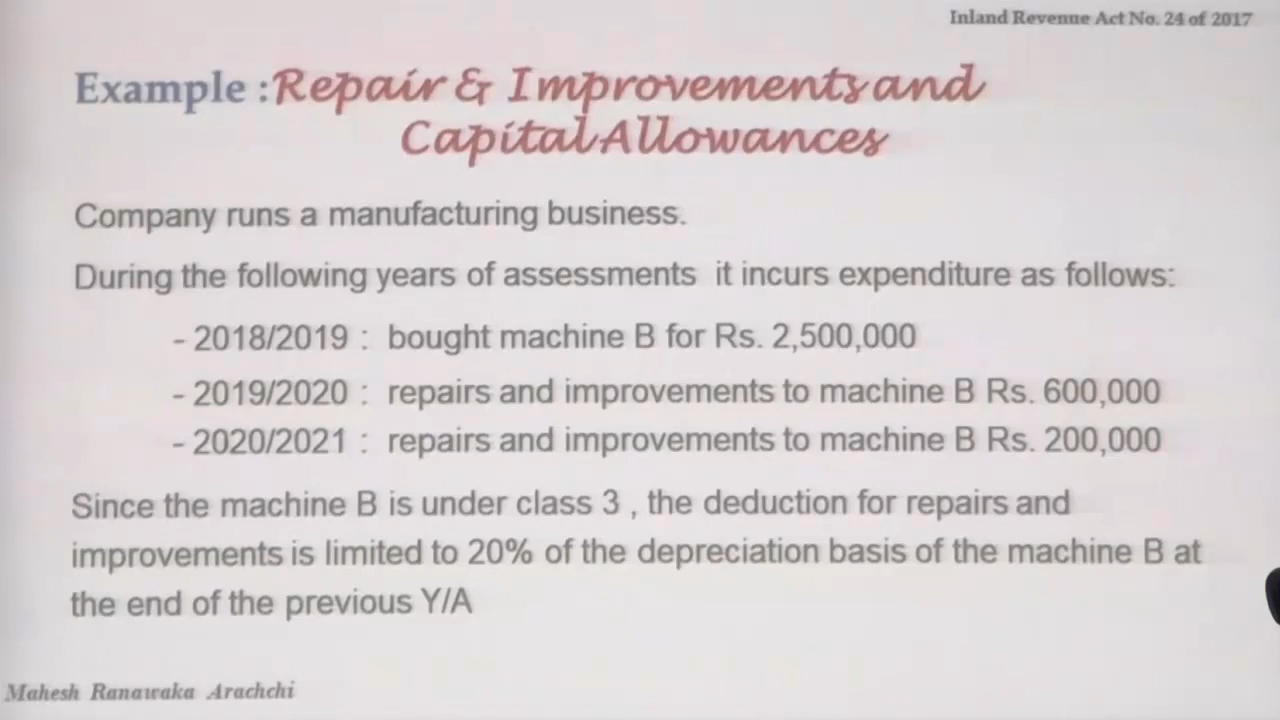 Inland Revenue Act No. 24 of 2017
Example : Repair & Improvements and
Capital Allowances
Company runs a manufacturing business.
During the following years of assessments it incurs expenditure as follows:
- 2018/2019 : bought machine B for Rs. 2,500,000
- 2019/2020 : repairs and improvements to machine B Rs. 600,000
- 2020/2021 : repairs and improvements to machine B Rs. 200,000
Since the machine B is under class 3 , the deduction for repairs and
improvements is limited to 20% of the depreciation basis of the machine B at
the end of the previous Y/A
Mahesh Ranawaka Arachchi